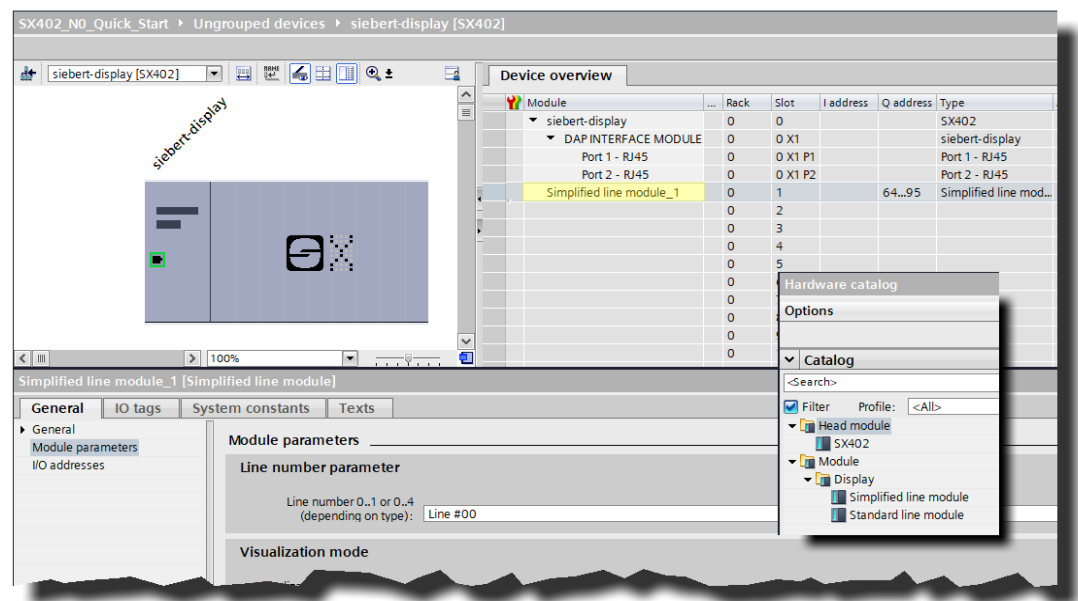 SX402_N0_Quick_Start ▸ Ungrouped devices ▸ siebert-display [SX402]
siebert-display [SX402]
NAME
siebert-display
SX
100%
Device overview
Module ... Rack Slot I address Q address Type
siebert-display 0 0 SX402
DAP INTERFACE MODULE 0 0 X1 siebert-display
Port 1 - RJ45 0 0 X1 P1 Port 1 - RJ45
Port 2 - RJ45 0 0 X1 P2 Port 2 - RJ45
Simplified line module_1 0 1 64...95 Simplified line mod...
0 2
0 3
0 4
0 5
0
0
0
0
0
Hardware catalog
Options
Catalog
<Search>
Filter Profile: <All>
Head module
SX402
Module
Display
Simplified line module
Standard line module
Simplified line module_1 [Simplified line module]
General IO tags System constants Texts
General
Module parameters
I/O addresses
Module parameters
Line number parameter
Line number 0..1 or 0..4
(depending on type): Line #00
Visualization mode